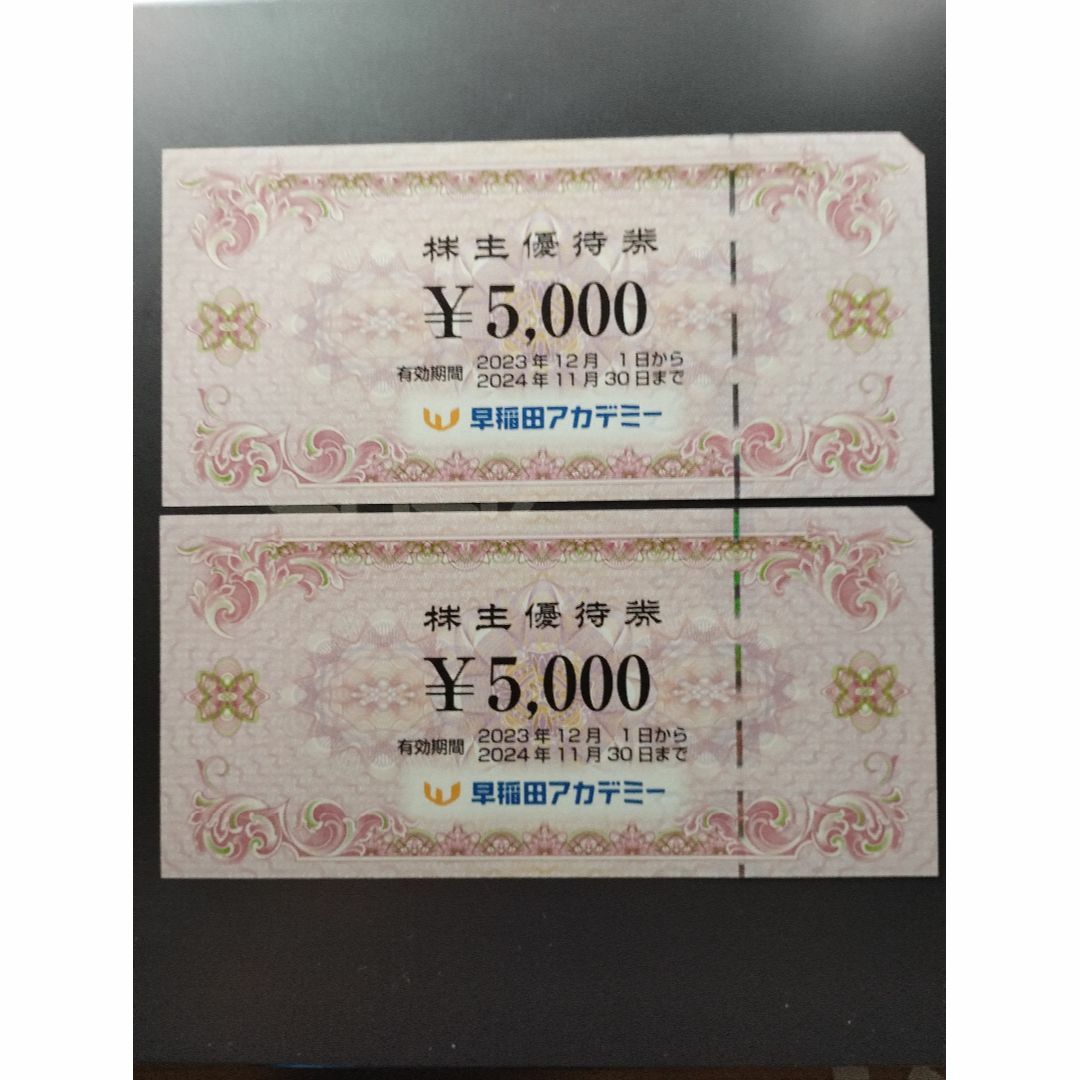 株主優待券
￥5,000
有効期間 2023年12月 1日から
2024年11月30日まで
早稲田アカデミー
株主優待券
￥5,000
有効期間 2023年12月 1日から
2024年11月30日まで
早稲田アカデミー